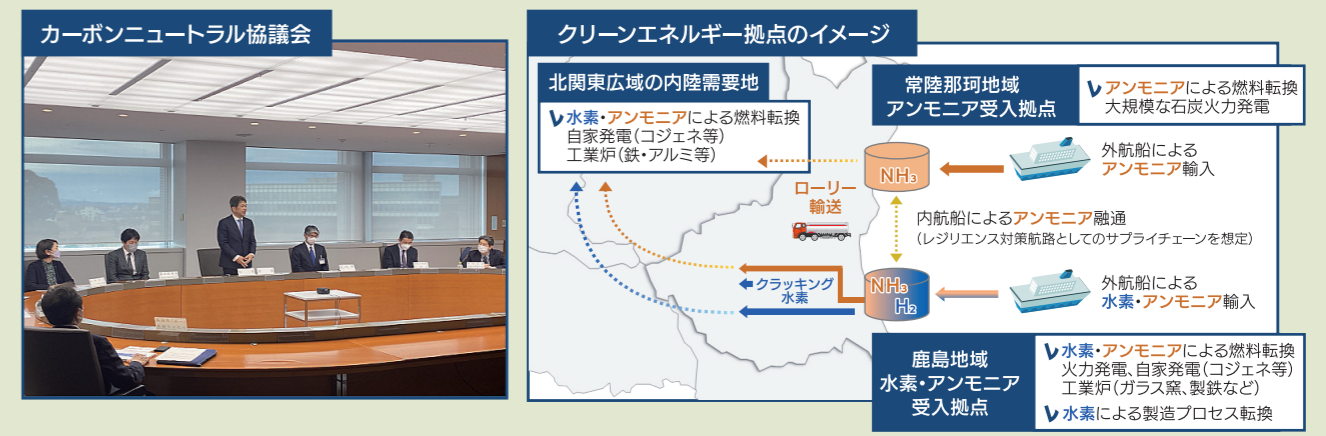 カーボンニュートラル協議会
クリーンエネルギー拠点のイメージ
北関東広域の内陸需要地
水素・アンモニアによる燃料転換
自家発電(コジェネ等)
工業炉(鉄・アルミ等)
常陸那珂地域
アンモニア受入拠点
アンモニアによる燃料転換
大規模な石炭火力発電
NH3
外航船による
アンモニア輸入
ローリー
輸送
内航船によるアンモニア融通
(レジリエンス対策航路としてのサプライチェーンを想定)
クラッキング
水素
NH3
H2
外航船による
水素・アンモニア輸入
鹿島地域
水素・アンモニア
受入拠点
水素・アンモニアによる燃料転換
火力発電、自家発電(コジェネ等)
工業炉(ガラス窯、製鉄など)
水素による製造プロセス転換